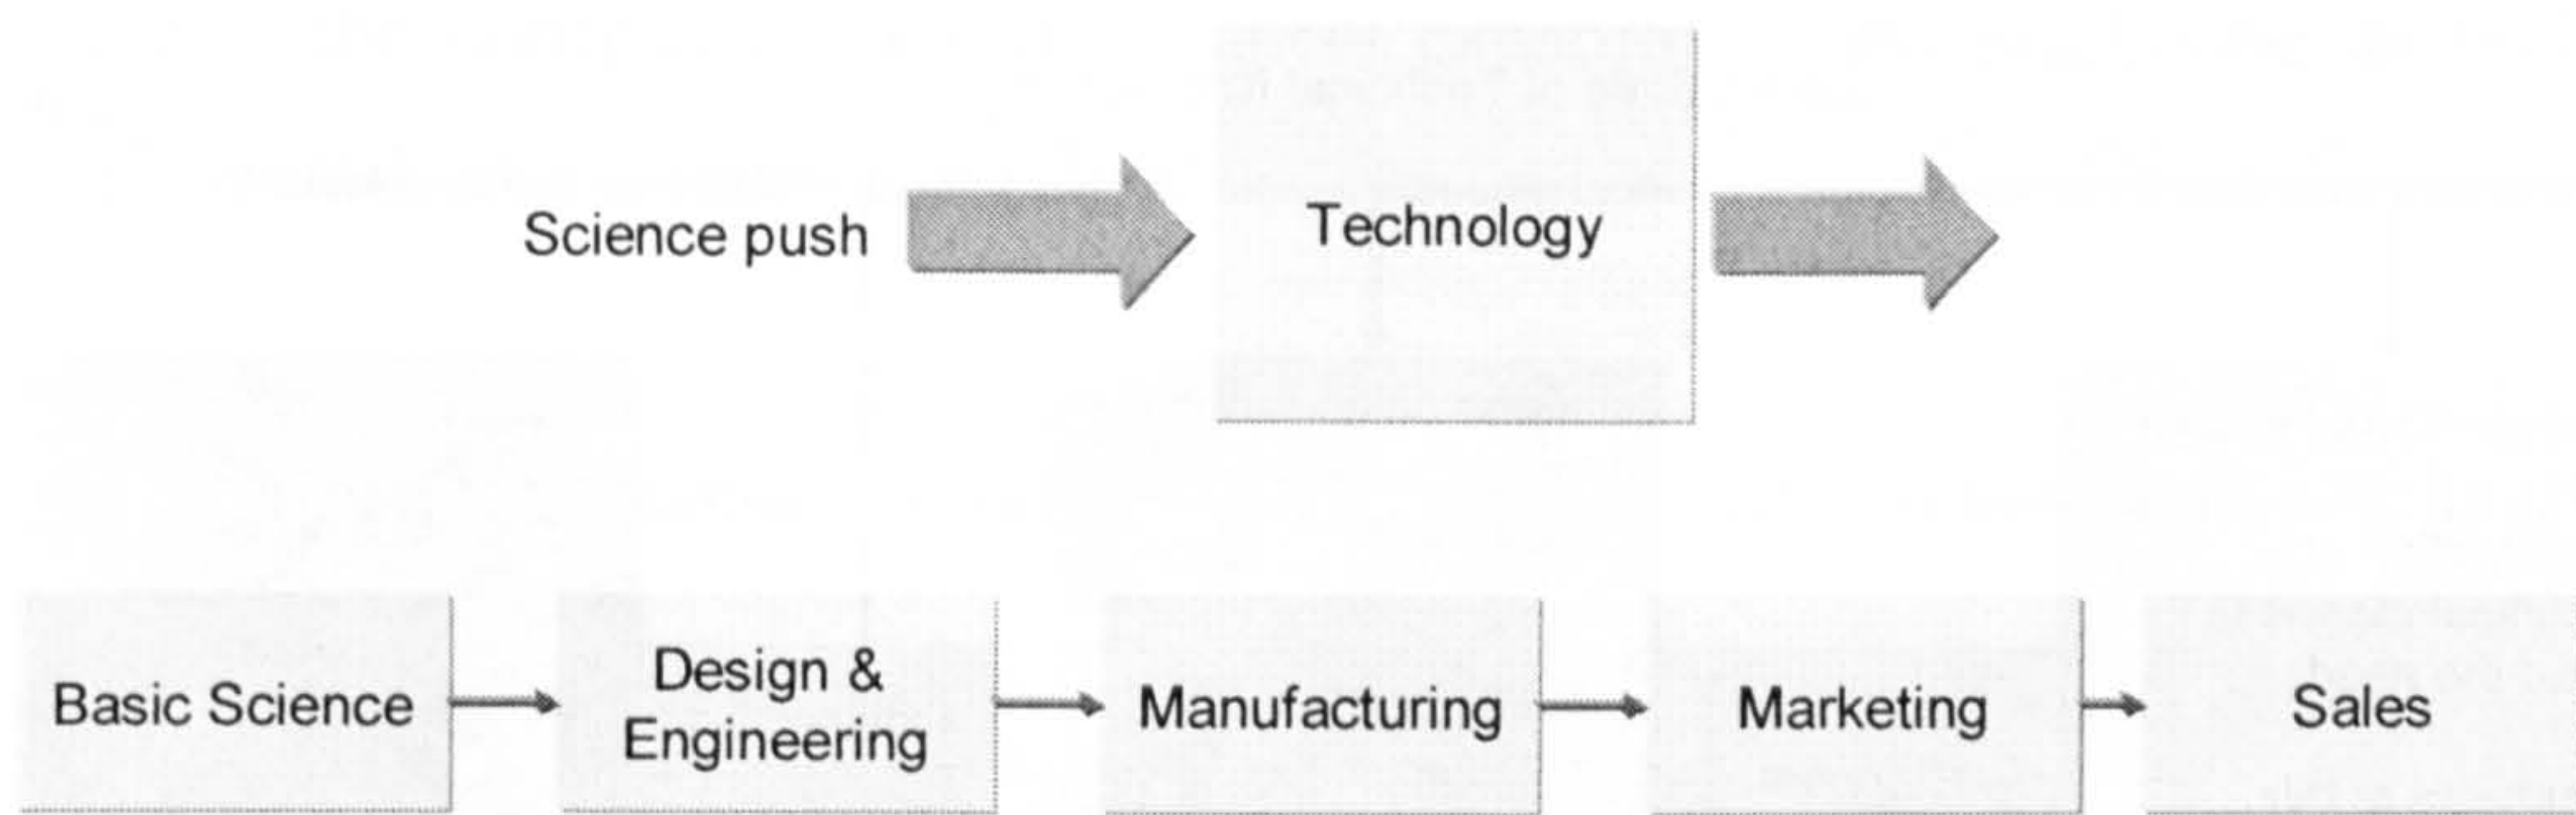 Science push
Technology
Basic Science
Design &
Engineering
Manufacturing
Marketing
Sales